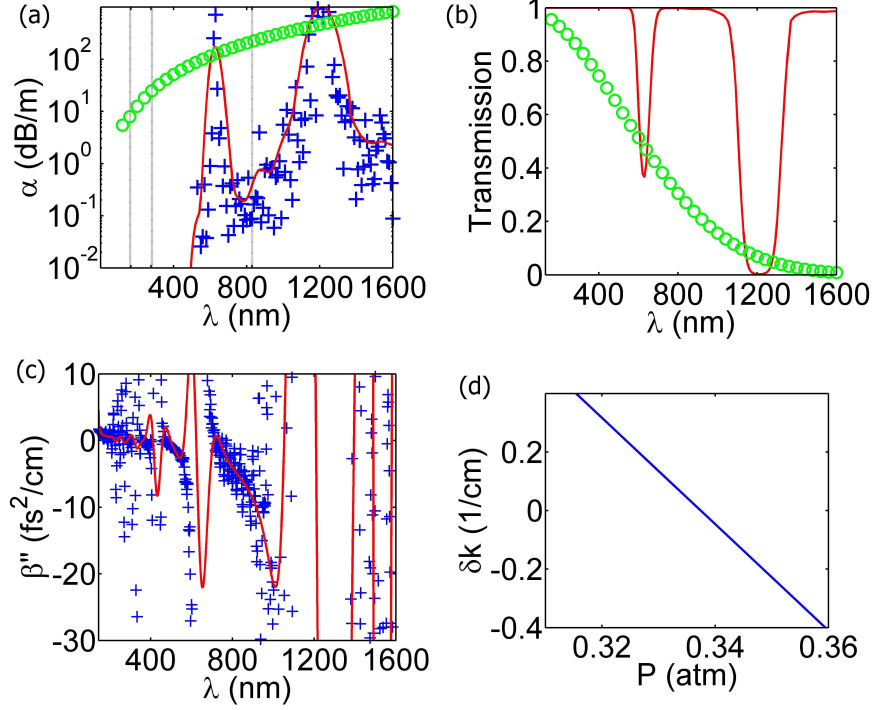 (a)
10²
10¹
10⁰
10⁻¹
10⁻²
α (dB/m)
400 800 1200 1600
λ (nm)
(b)
1
0.8
0.6
0.4
0.2
0
Transmission
400 800 1200 1600
λ (nm)
(c)
10
0
-10
-20
-30
β" (fs²/cm)
400 800 1200 1600
λ (nm)
(d)
0.2
0
-0.2
-0.4
δk (1/cm)
0.32 0.34 0.36
P (atm)